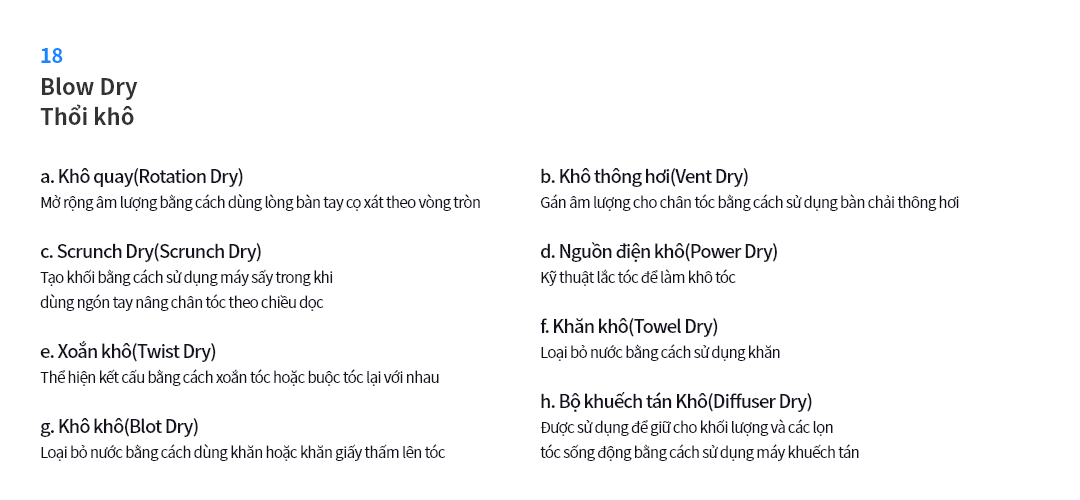 18
Blow Dry
Thổi khô
a. Khô quay(Rotation Dry)
Mở rộng âm lượng bằng cách dùng lòng bàn tay cọ xát theo vòng tròn
b. Khô thông hơi(Vent Dry)
Gán âm lượng cho chân tóc bằng cách sử dụng bàn chải thông hơi
c. Scrunch Dry(Scrunch Dry)
Tạo khối bằng cách sử dụng máy sấy trong khi
dùng ngón tay nâng chân tóc theo chiều dọc
d. Nguồn điện khô(Power Dry)
Kỹ thuật lắc tóc để làm khô tóc
e. Xoắn khô(Twist Dry)
Thể hiện kết cấu bằng cách xoắn tóc hoặc buộc tóc lại với nhau
f. Khăn khô(Towel Dry)
Loại bỏ nước bằng cách sử dụng khăn
g. Khô khô(Blot Dry)
Loại bỏ nước bằng cách dùng khăn hoặc khăn giấy thấm lên tóc
h. Bộ khuếch tán Khô(Diffuser Dry)
Được sử dụng để giữ cho khối lượng và các lọn
tóc sống động bằng cách sử dụng máy khuếch tán